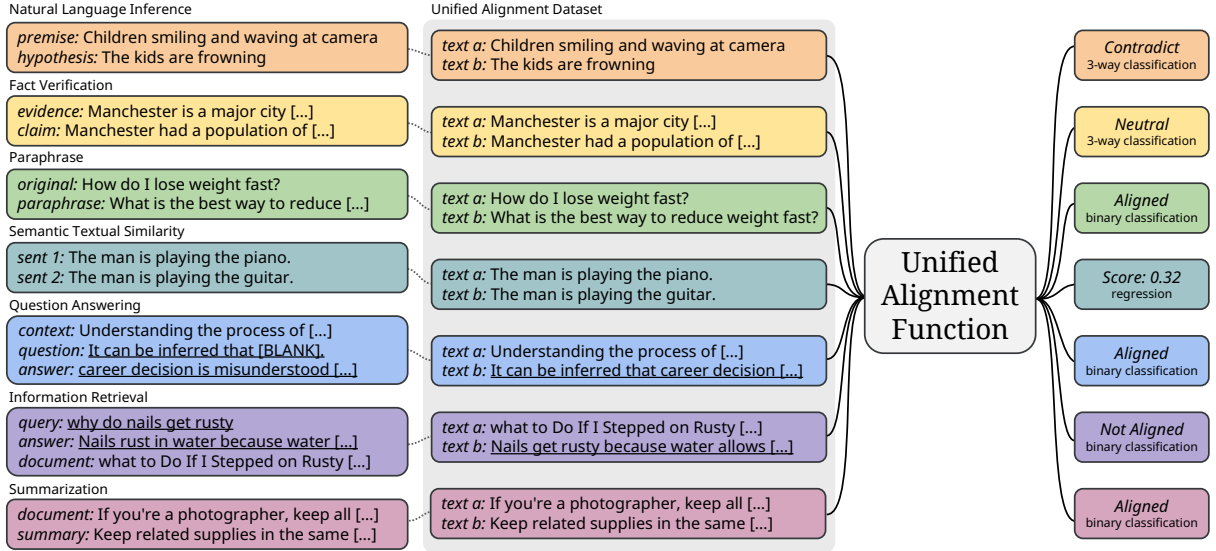 Natural Language Inference
premise: Children smiling and waving at camera
hypothesis: The kids are frowning
Fact Verification
evidence: Manchester is a major city [...]
claim: Manchester had a population of [...]
Paraphrase
original: How do I lose weight fast?
paraphrase: What is the best way to reduce [...]
Semantic Textual Similarity
sent 1: The man is playing the piano.
sent 2: The man is playing the guitar.
Question Answering
context: Understanding the process of [...]
question: It can be inferred that [BLANK].
answer: career decision is misunderstood [...]
Information Retrieval
query: why do nails get rusty
answer: Nails rust in water because water [...]
document: what to Do If I Stepped on Rusty [...]
Summarization
document: If you're a photographer, keep all [...]
summary: Keep related supplies in the same [...]
Unified Alignment Dataset
text a: Children smiling and waving at camera
text b: The kids are frowning
text a: Manchester is a major city [...]
text b: Manchester had a population of [...]
text a: How do I lose weight fast?
text b: What is the best way to reduce weight fast?
text a: The man is playing the piano.
text b: The man is playing the guitar.
text a: Understanding the process of [...]
text b: It can be inferred that career decision [...]
text a: what to Do If I Stepped on Rusty [...]
text b: Nails get rusty because water allows [...]
text a: If you're a photographer, keep all [...]
text b: Keep related supplies in the same [...]
Unified
Alignment
Function
Contradict
3-way classification
Neutral
3-way classification
Aligned
binary classification
Score: 0.32
regression
Aligned
binary classification
Not Aligned
binary classification
Aligned
binary classification